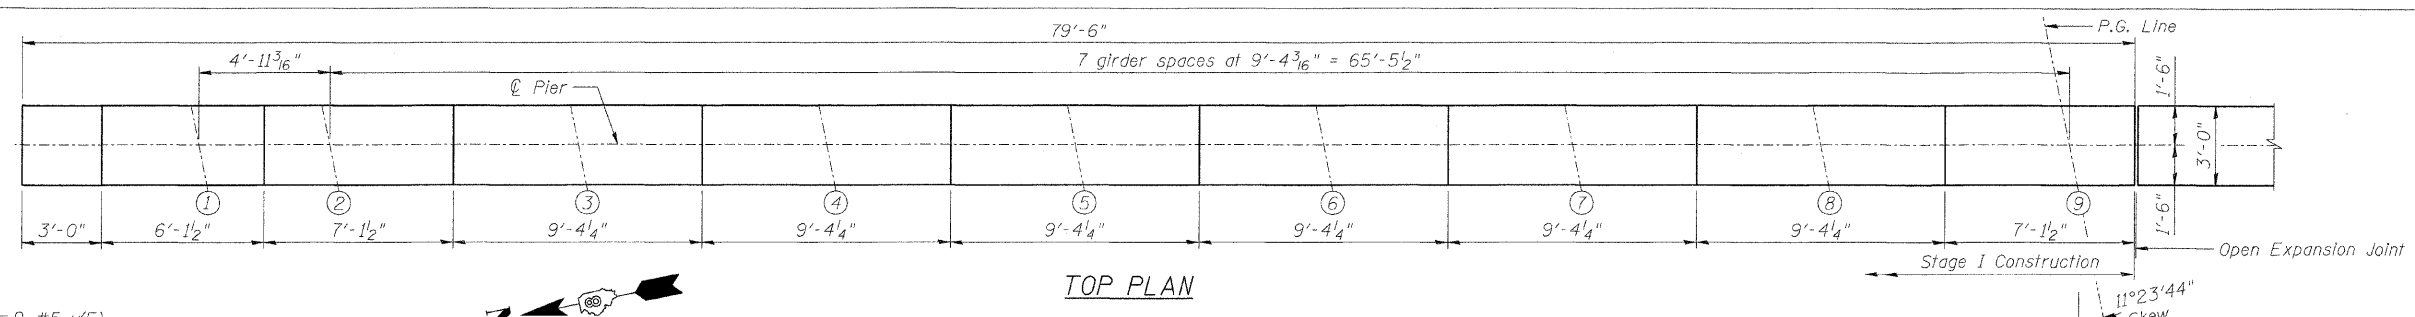 79'-6"
P.G. Line
4'-11 3/16"
7 girder spaces at 9'-4 3/16" = 65'-5 1/2"
℄ Pier
1'-6"
3'-0"
1'-6"
1 2 3 4 5 6 7 8 9
3'-0" 6'-1 1/2" 7'-1 1/2" 9'-4 1/4" 9'-4 1/4" 9'-4 1/4" 9'-4 1/4" 9'-4 1/4" 9'-4 1/4" 7'-1 1/2"
Open Expansion Joint
Stage I Construction
TOP PLAN
11°23'44"